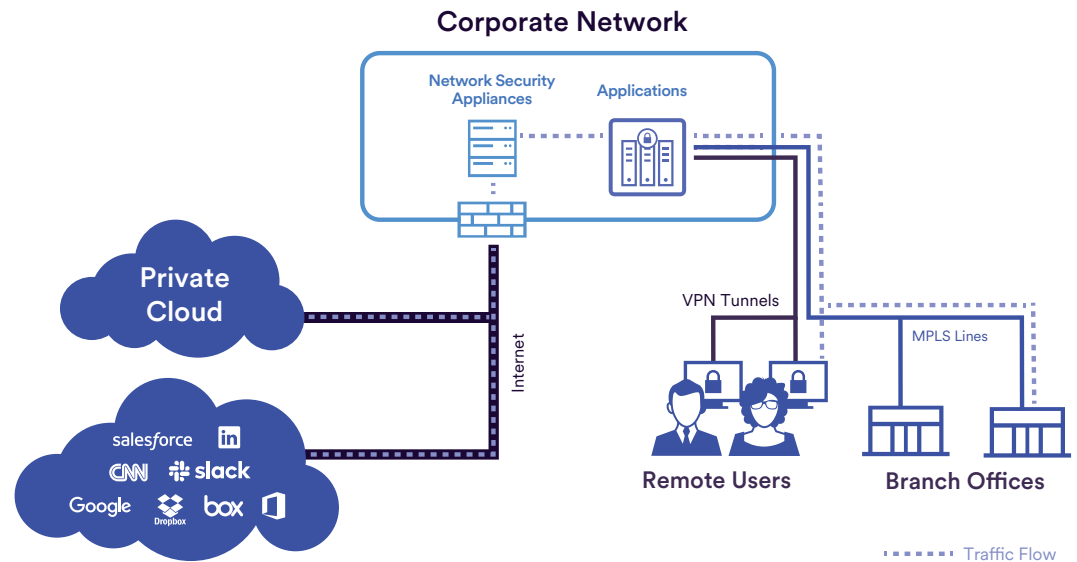 Corporate Network
Network Security
Appliances
Applications
Private
Cloud
VPN Tunnels
Internet
MPLS Lines
salesforce
in
CNN
slack
Google
Dropbox
box
Remote Users
Branch Offices
Traffic Flow